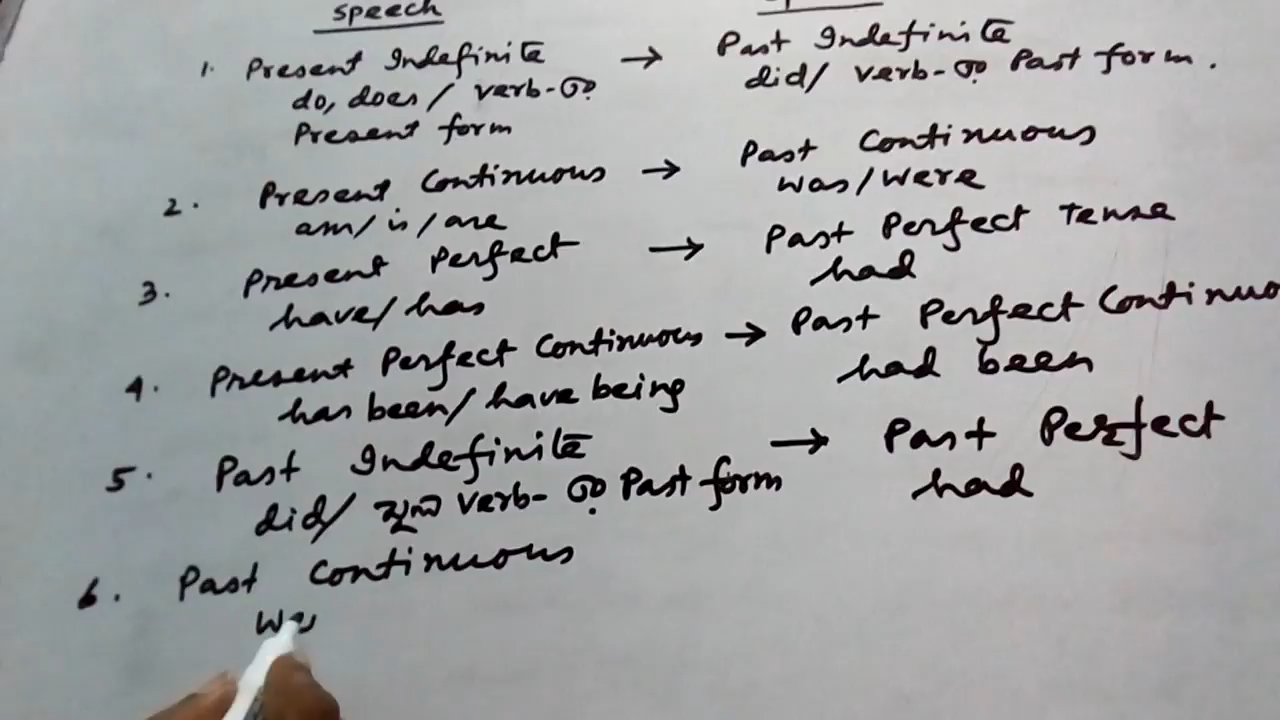 speech
1. Present Indefinite → Past Indefinite
do, does / verb-এর did/ verb-এর Past form.
Present form
2. Present Continuous → Past Continuous
am/ is/ are was/were
3. Present Perfect → Past Perfect Tense
have/ has had
4. Present Perfect Continuous → Past Perfect Continuo
has been/ have being had been
5. Past Indefinite → Past Perfect
did/ মূল verb-এর Past form had
6. Past Continuous
wa